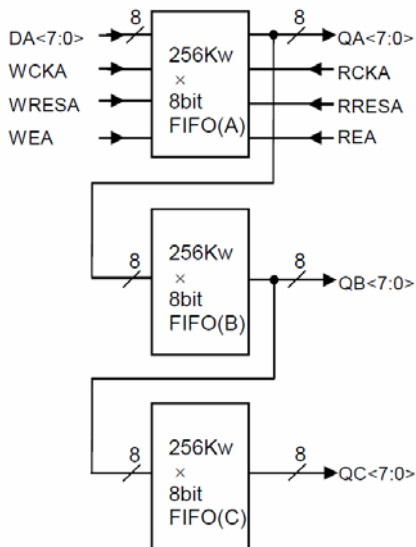 DA<7:0>
8
256Kw
×
8bit
FIFO(A)
8
QA<7:0>
WCKA
RCKA
WRESA
RRESA
WEA
REA
8
256Kw
×
8bit
FIFO(B)
8
QB<7:0>
8
256Kw
×
8bit
FIFO(C)
8
QC<7:0>